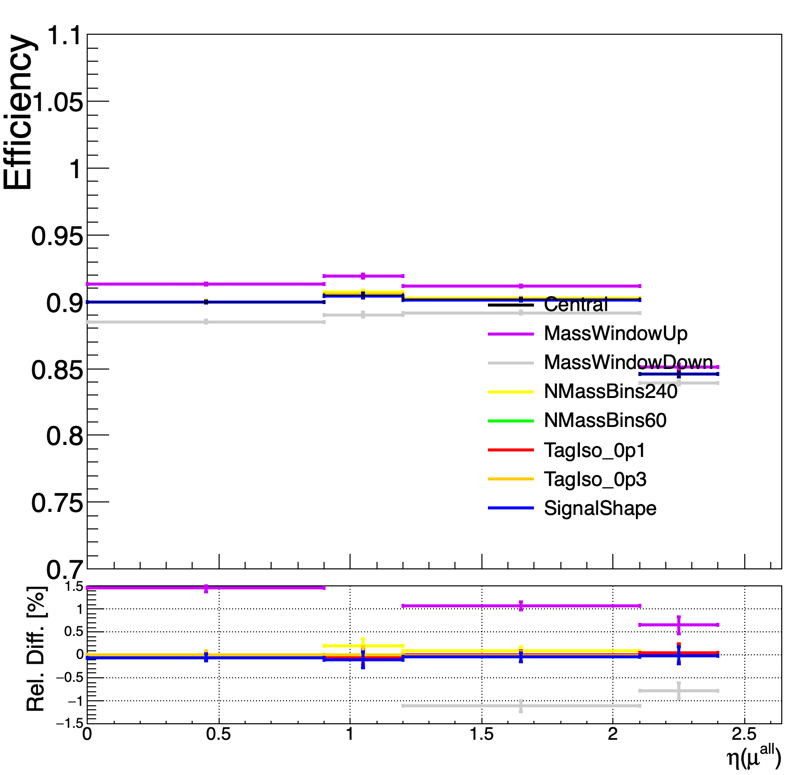 Efficiency
1.1
1.05
1
0.95
0.9
0.85
0.8
0.75
0.7
Central
MassWindowUp
MassWindowDown
NMassBins240
NMassBins60
TagIso_0p1
TagIso_0p3
SignalShape
Rel. Diff. [%]
1.5
1
0.5
0
−0.5
−1
−1.5
0 0.5 1 1.5 2 2.5
η(μ^all)